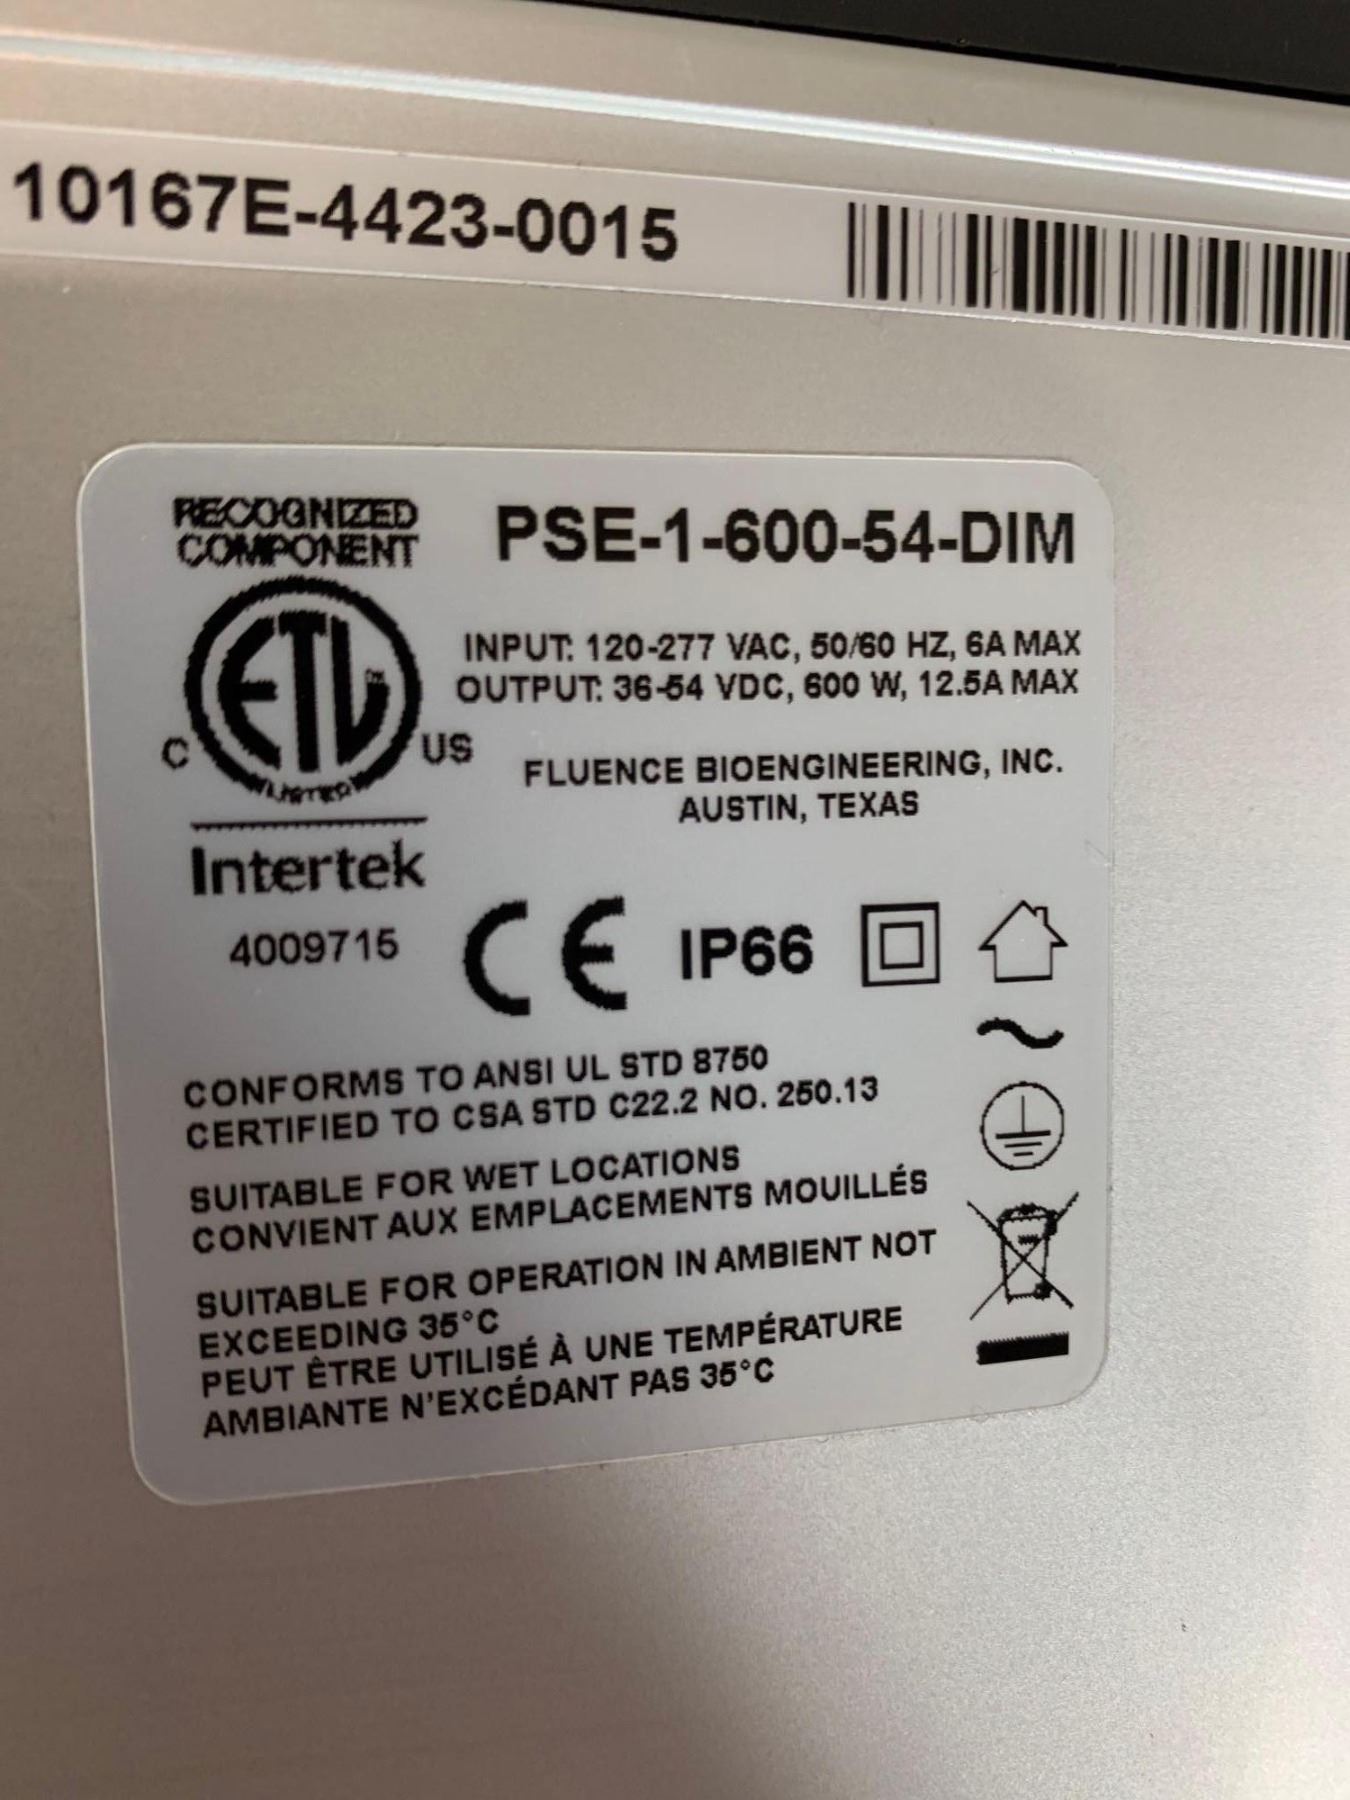 10167E-4423-0015
RECOGNIZED
COMPONENT
PSE-1-600-54-DIM
ETL
C
US
LISTED
INPUT: 120-277 VAC, 50/60 HZ, 6A MAX
OUTPUT: 36-54 VDC, 600 W, 12.5A MAX
FLUENCE BIOENGINEERING, INC.
AUSTIN, TEXAS
Intertek
4009715
CE IP66
CONFORMS TO ANSI UL STD 8750
CERTIFIED TO CSA STD C22.2 NO. 250.13
SUITABLE FOR WET LOCATIONS
CONVIENT AUX EMPLACEMENTS MOUILLÉS
SUITABLE FOR OPERATION IN AMBIENT NOT
EXCEEDING 35°C
PEUT ÊTRE UTILISÉ À UNE TEMPÉRATURE
AMBIANTE N'EXCÉDANT PAS 35°C